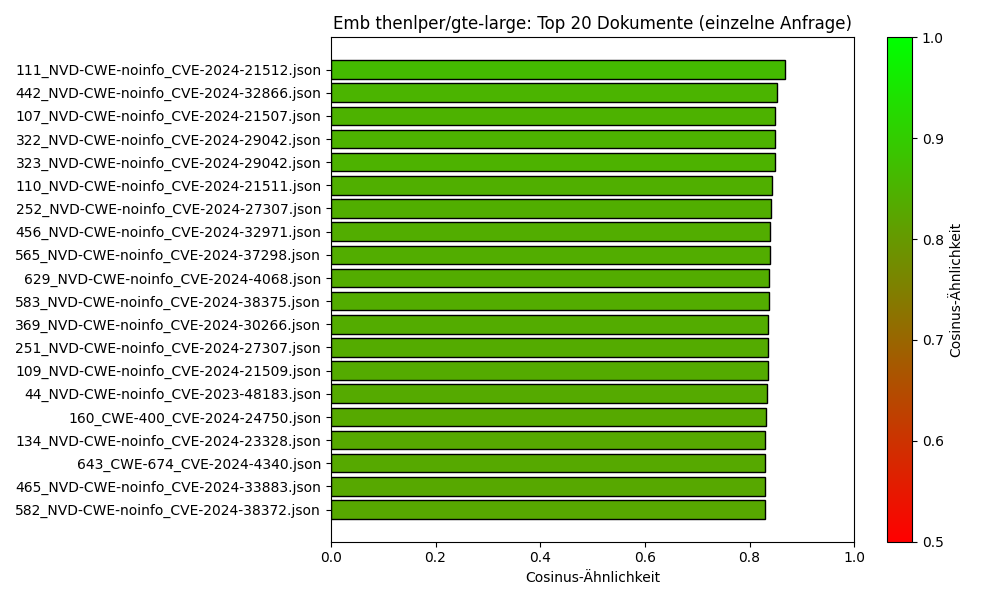 Emb thenlper/gte-large: Top 20 Dokumente (einzelne Anfrage)
111_NVD-CWE-noinfo_CVE-2024-21512.json
442_NVD-CWE-noinfo_CVE-2024-32866.json
107_NVD-CWE-noinfo_CVE-2024-21507.json
322_NVD-CWE-noinfo_CVE-2024-29042.json
323_NVD-CWE-noinfo_CVE-2024-29042.json
110_NVD-CWE-noinfo_CVE-2024-21511.json
252_NVD-CWE-noinfo_CVE-2024-27307.json
456_NVD-CWE-noinfo_CVE-2024-32971.json
565_NVD-CWE-noinfo_CVE-2024-37298.json
629_NVD-CWE-noinfo_CVE-2024-4068.json
583_NVD-CWE-noinfo_CVE-2024-38375.json
369_NVD-CWE-noinfo_CVE-2024-30266.json
251_NVD-CWE-noinfo_CVE-2024-27307.json
109_NVD-CWE-noinfo_CVE-2024-21509.json
44_NVD-CWE-noinfo_CVE-2023-48183.json
160_CWE-400_CVE-2024-24750.json
134_NVD-CWE-noinfo_CVE-2024-23328.json
643_CWE-674_CVE-2024-4340.json
465_NVD-CWE-noinfo_CVE-2024-33883.json
582_NVD-CWE-noinfo_CVE-2024-38372.json
0.0 0.2 0.4 0.6 0.8 1.0
Cosinus-Ähnlichkeit
1.0
0.9
0.8
0.7
0.6
0.5
Cosinus-Ähnlichkeit